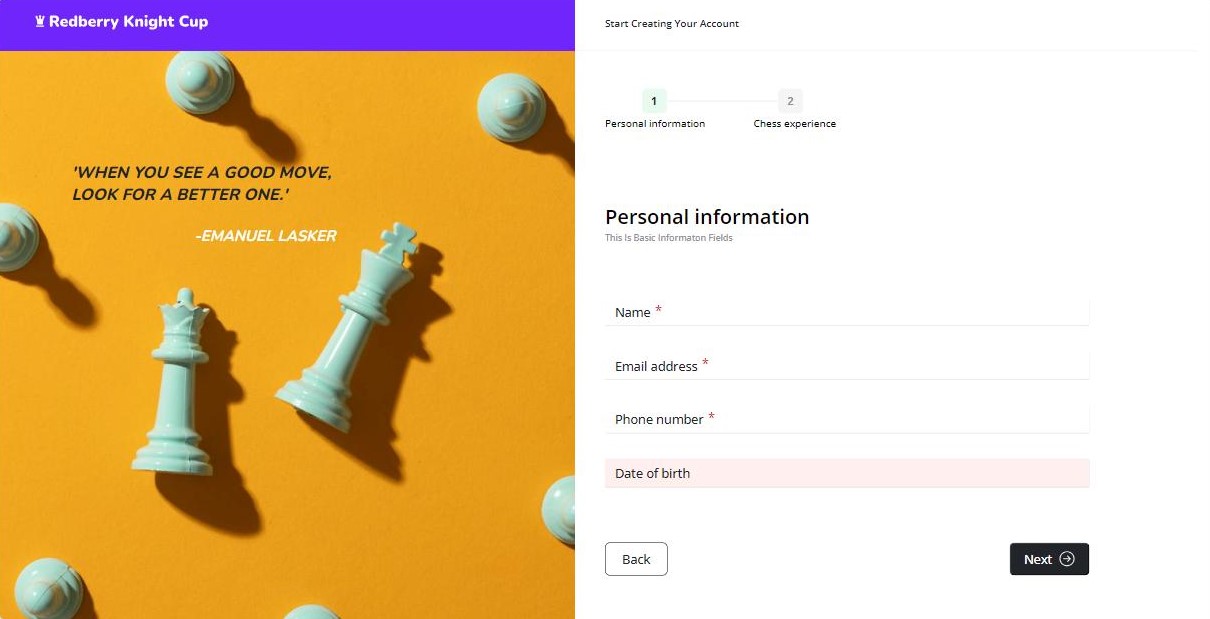 Redberry Knight Cup
'WHEN YOU SEE A GOOD MOVE,
LOOK FOR A BETTER ONE.'
-EMANUEL LASKER
Start Creating Your Account
1
2
Personal information
Chess experience
Personal information
This Is Basic Informaton Fields
Name *
Email address *
Phone number *
Date of birth
Back
Next